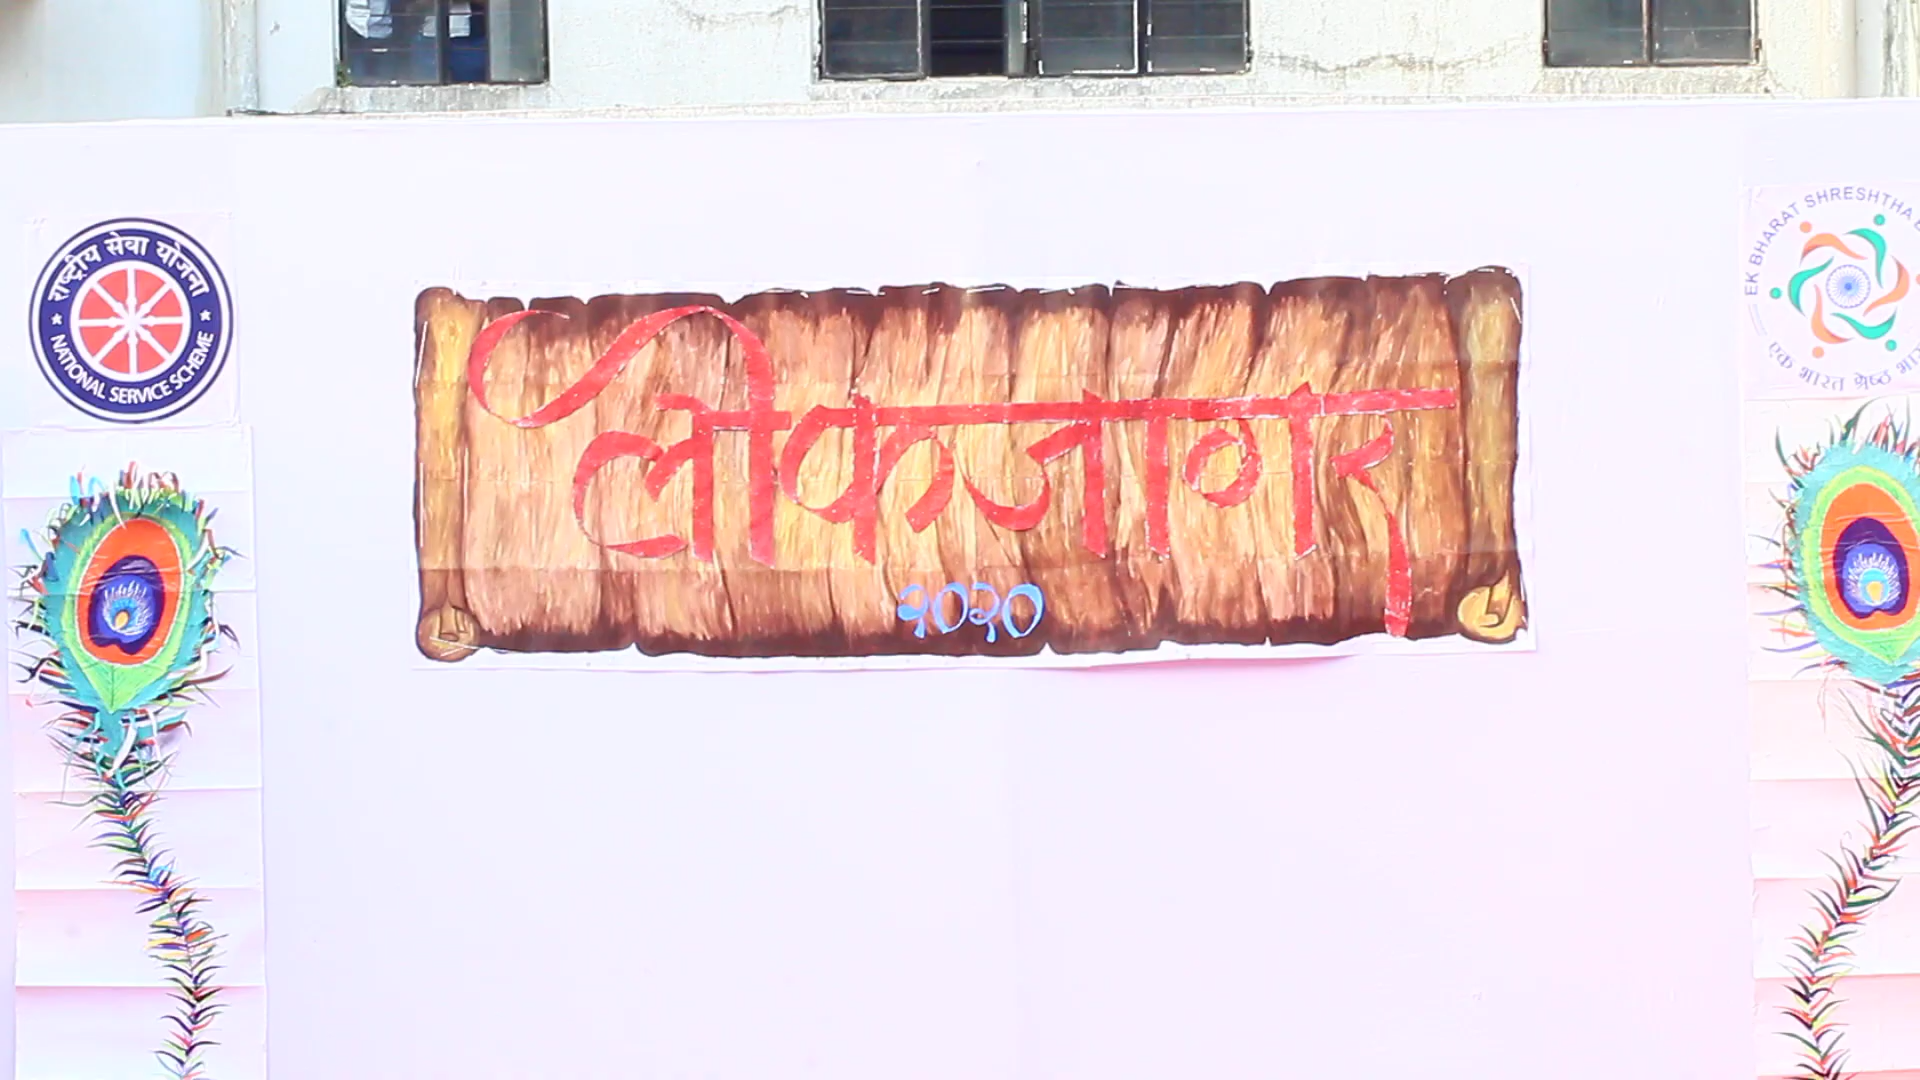 राष्ट्रीय सेवा योजना
NATIONAL SERVICE SCHEME
लोकजागर
२०२०
EK BHARAT SHRESHTHA
एक भारत श्रेष्ठ